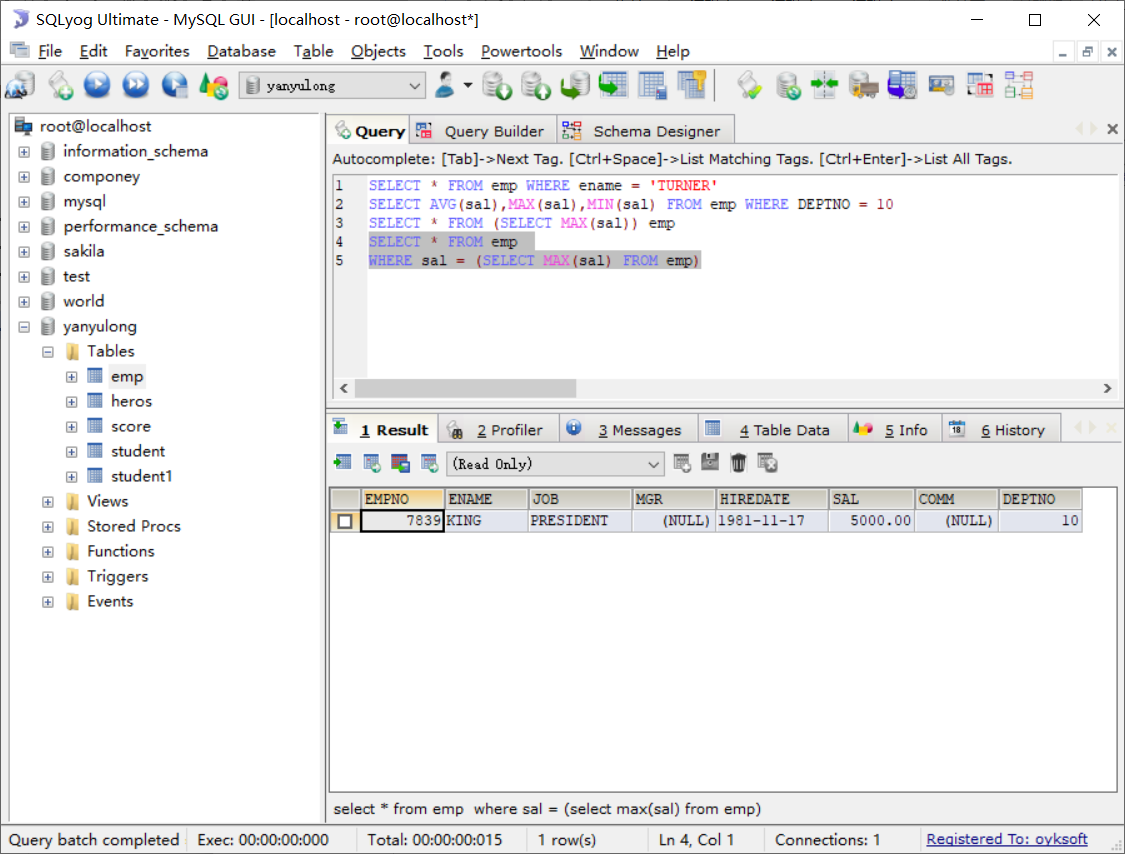 SQLyog Ultimate - MySQL GUI - [localhost - root@localhost*]
File Edit Favorites Database Table Objects Tools Powertools Window Help
yanyulong
root@localhost
information_schema
componey
mysql
performance_schema
sakila
test
world
yanyulong
Tables
emp
heros
score
student
student1
Views
Stored Procs
Functions
Triggers
Events
Query Query Builder Schema Designer
Autocomplete: [Tab]->Next Tag. [Ctrl+Space]->List Matching Tags. [Ctrl+Enter]->List All Tags.
1 SELECT * FROM emp WHERE ename = 'TURNER'
2 SELECT AVG(sal),MAX(sal),MIN(sal) FROM emp WHERE DEPTNO = 10
3 SELECT * FROM (SELECT MAX(sal)) emp
4 SELECT * FROM emp
5 WHERE sal = (SELECT MAX(sal) FROM emp)
1 Result 2 Profiler 3 Messages 4 Table Data 5 Info 18 6 History
(Read Only)
EMPNO ENAME JOB MGR HIREDATE SAL COMM DEPTNO
7839 KING PRESIDENT (NULL) 1981-11-17 5000.00 (NULL) 10
select * from emp  where sal = (select max(sal) from emp)
Query batch completed Exec: 00:00:00:000 Total: 00:00:00:015 1 row(s) Ln 4, Col 1 Connections: 1 Registered To: oyksoft